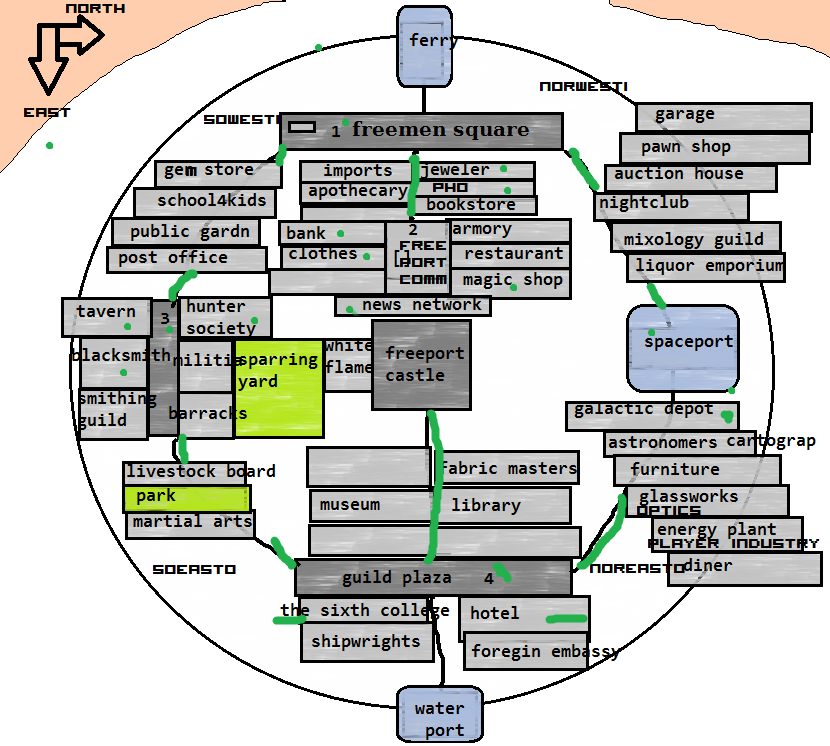 NORTH
EAST
ferry
NORWESTI
SOWESTI
1 freemen square
garage
pawn shop
auction house
nightclub
mixology guild
liquor emporium
gem store
school4kids
public gardn
post office
imports
jeweler
apothecary
PHO
bookstore
bank
2
armory
clothes
FREE
PORT
COMM
restaurant
magic shop
news network
tavern
3
hunter
society
blacksmith
militia
sparring
yard
white
flame
freeport
castle
spaceport
smithing
guild
barracks
galactic depot
astronomers cartograp
furniture
glassworks
OPTICS
energy plant
PLAYER INDUSTRY
diner
livestock board
park
martial arts
fabric masters
museum
library
SOEASTO
guild plaza 4
NOREASTO
the sixth college
hotel
shipwrights
foregin embassy
water
port